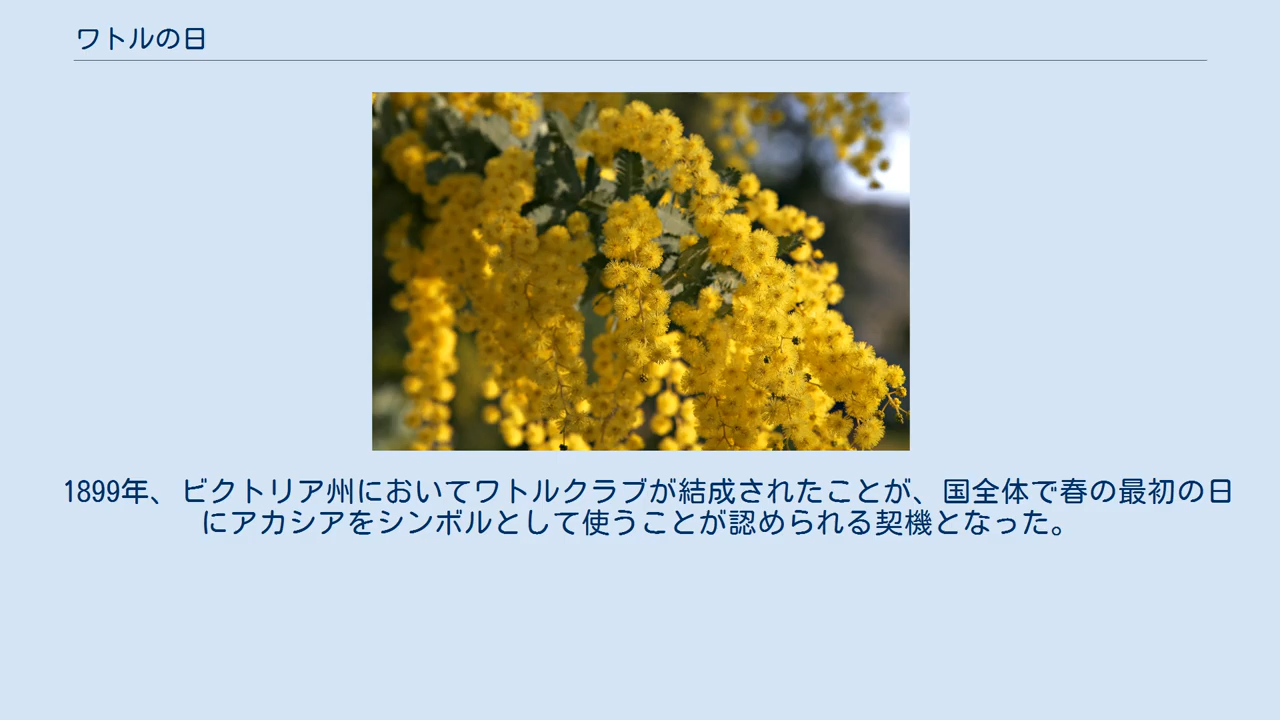 ワトルの日
1899年、ビクトリア州においてワトルクラブが結成されたことが、国全体で春の最初の日
にアカシアをシンボルとして使うことが認められる契機となった。